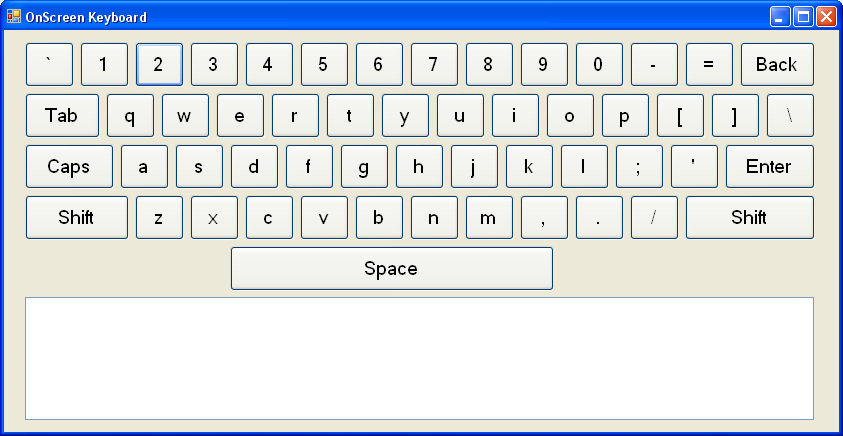 OnScreen Keyboard
` 1 2 3 4 5 6 7 8 9 0 - = Back
Tab q w e r t y u i o p [ ] \
Caps a s d f g h j k l ; ' Enter
Shift z x c v b n m , . / Shift
Space